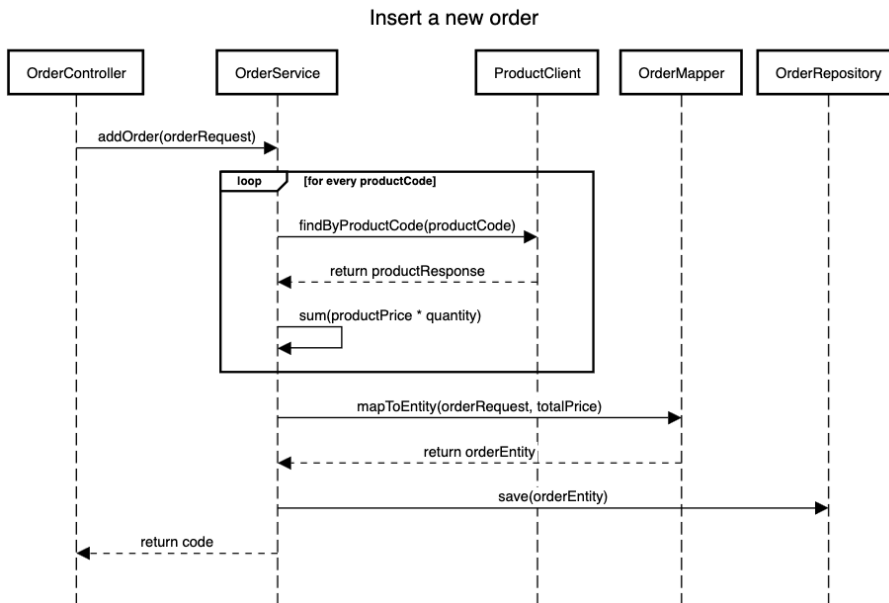 Insert a new order
OrderController
OrderService
ProductClient
OrderMapper
OrderRepository
addOrder(orderRequest)
loop
[for every productCode]
findByProductCode(productCode)
return productResponse
sum(productPrice * quantity)
mapToEntity(orderRequest, totalPrice)
return orderEntity
save(orderEntity)
return code